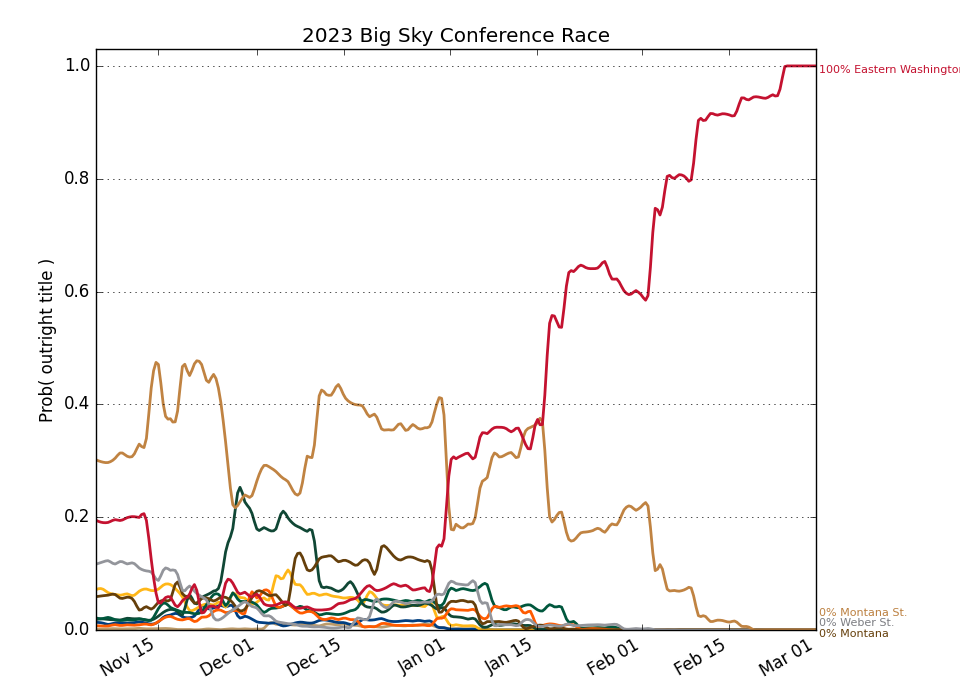 2023 Big Sky Conference Race
1.0
0.8
0.6
0.4
0.2
0.0
Prob( outright title )
Nov 15
Dec 01
Dec 15
Jan 01
Jan 15
Feb 01
Feb 15
Mar 01
100% Eastern Washington
0% Montana St.
0% Weber St.
0% Montana